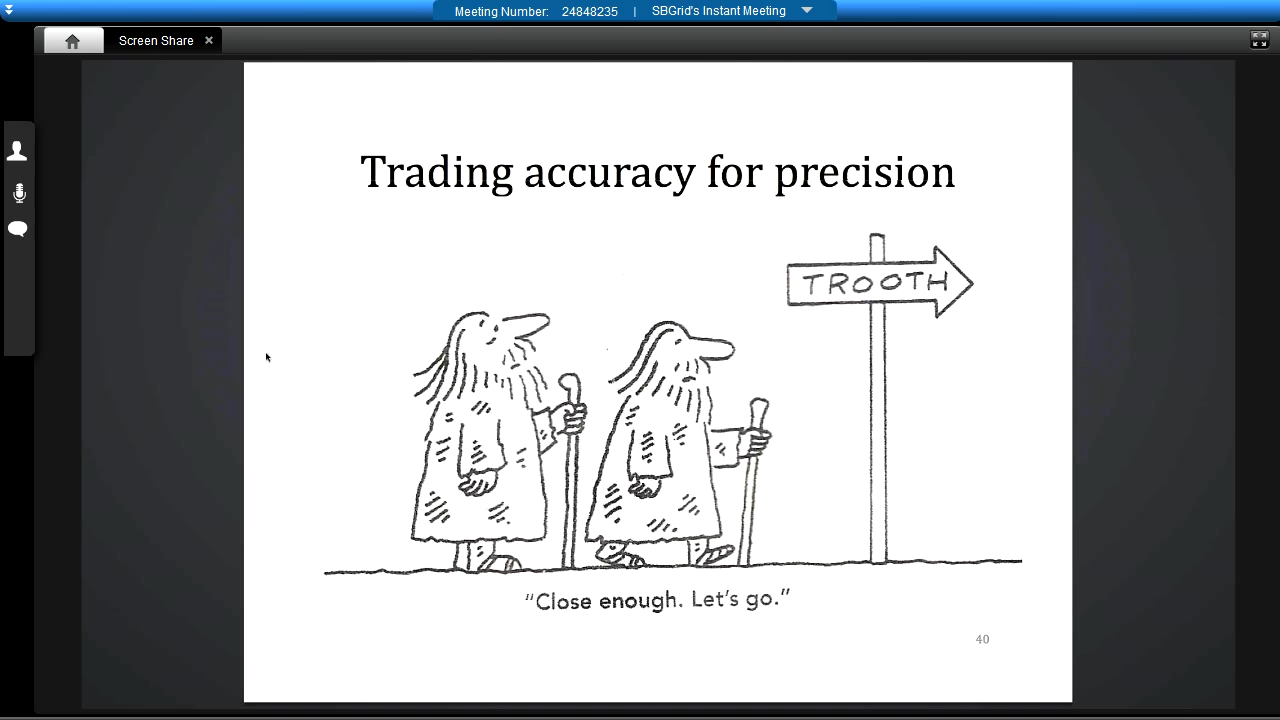 Meeting Number: 24848235 | SBGrid's Instant Meeting
Screen Share
Trading accuracy for precision
TROOTH
"Close enough. Let's go."
40